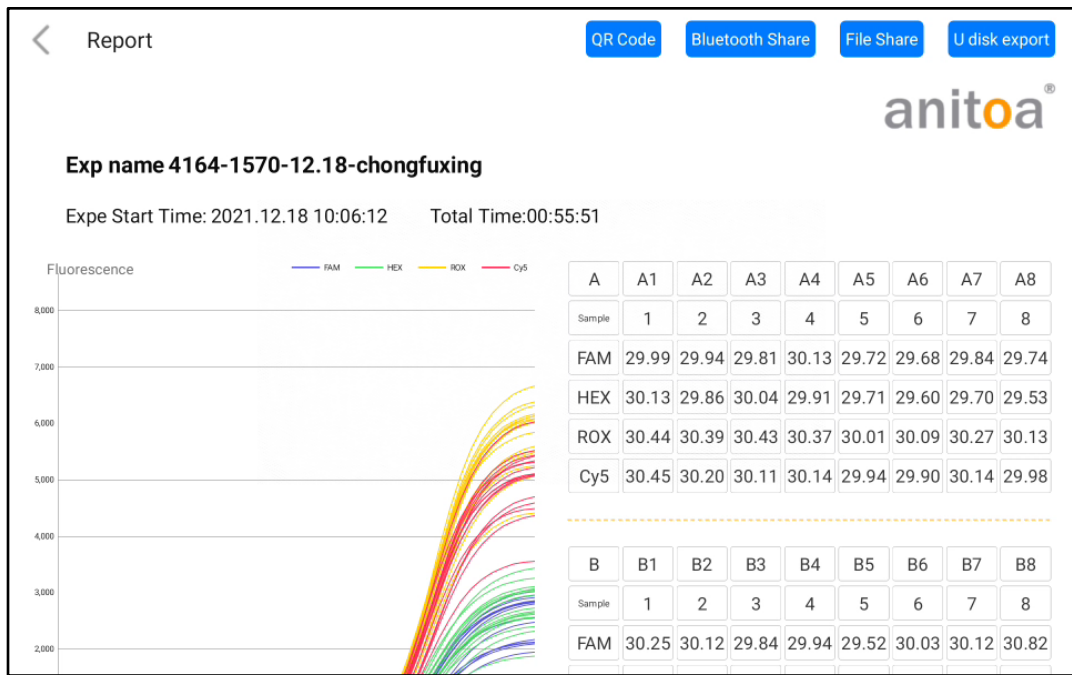 Report
QR Code
Bluetooth Share
File Share
U disk export
anitoa®
Exp name 4164-1570-12.18-chongfuxing
Expe Start Time: 2021.12.18 10:06:12 Total Time:00:55:51
Fluorescence
FAM HEX ROX Cy5
8,000
7,000
6,000
5,000
4,000
3,000
2,000
A A1 A2 A3 A4 A5 A6 A7 A8
Sample 1 2 3 4 5 6 7 8
FAM 29.99 29.94 29.81 30.13 29.72 29.68 29.84 29.74
HEX 30.13 29.86 30.04 29.91 29.71 29.60 29.70 29.53
ROX 30.44 30.39 30.43 30.37 30.01 30.09 30.27 30.13
Cy5 30.45 30.20 30.11 30.14 29.94 29.90 30.14 29.98
B B1 B2 B3 B4 B5 B6 B7 B8
Sample 1 2 3 4 5 6 7 8
FAM 30.25 30.12 29.84 29.94 29.52 30.03 30.12 30.82